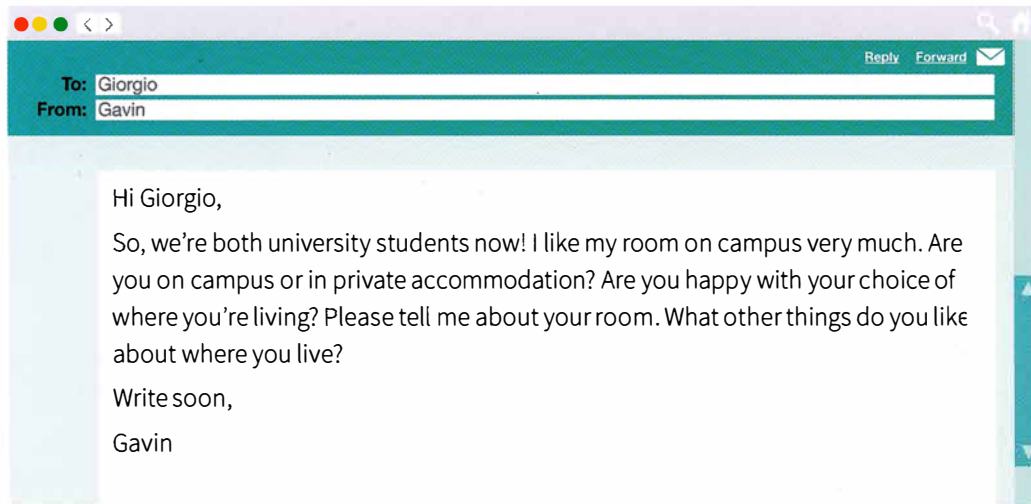 Reply Forward
To: Giorgio
From: Gavin
Hi Giorgio,
So, we're both university students now! I like my room on campus very much. Are
you on campus or in private accommodation? Are you happy with your choice of
where you're living? Please tell me about your room. What other things do you like
about where you live?
Write soon,
Gavin